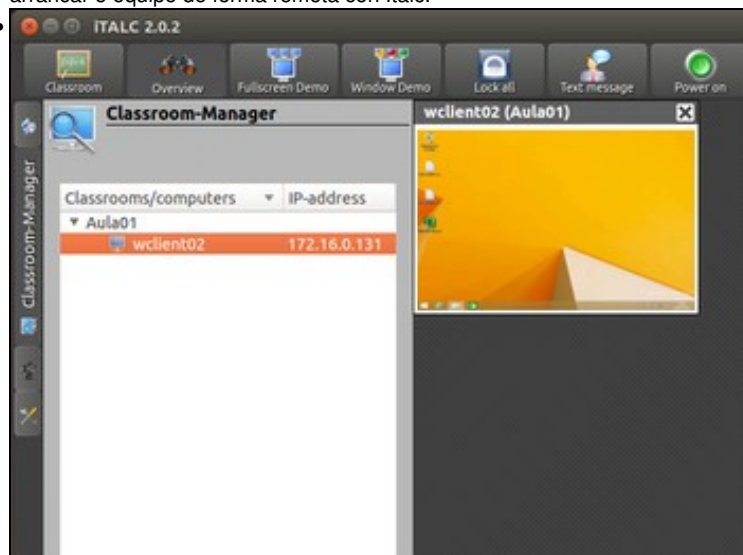 arrancar o equipo de forma remota con Italc.
iTALC 2.0.2
Classroom
Overview
Fullscreen Demo
Window Demo
Lock all
Text message
Power on
Classroom-Manager
Classroom-Manager
Classrooms/computers IP-address
Aula01
wclient02 172.16.0.131
wclient02 (Aula01)